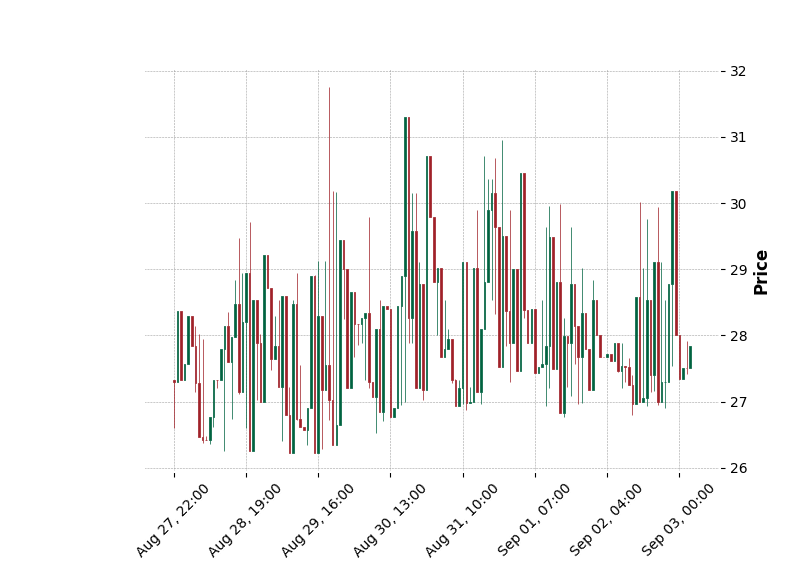 32
31
30
29
28
27
26
Price
Aug 27, 22:00
Aug 28, 19:00
Aug 29, 16:00
Aug 30, 13:00
Aug 31, 10:00
Sep 01, 07:00
Sep 02, 04:00
Sep 03, 00:00